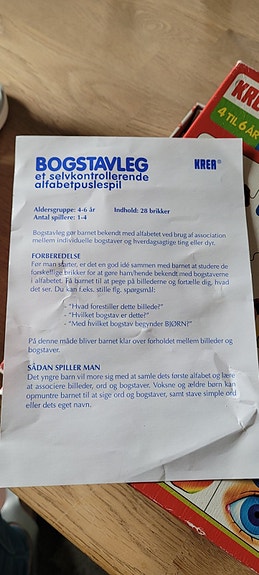 BOGSTAVLEG
KREA®
et selvkontrollerende
alfabetpuslespil
Aldersgruppe: 4-6 år Indhold: 28 brikker
Antal spillere: 1-4
Bogstavleg gør barnet bekendt med alfabetet ved brug af association
mellem individuelle bogstaver og hverdagsagtige ting eller dyr.
FORBEREDELSE
Før man starter, er det en god idé sammen med barnet at studere de
forskellige brikker for at gøre ham/hende bekendt med bogstaverne
i alfabetet. Få barnet til at pege på billederne og fortælle dig, hvad
det ser. Du kan f.eks. stille flg. spørgsmål:
- "Hvad forestiller dette billede?"
- "Hvilket bogstav er dette?"
- "Med hvilket bogstav begynder BJØRN?"
På denne måde bliver barnet klar over forholdet mellem billeder og
bogstaver.
SÅDAN SPILLER MAN
Det yngre barn vil more sig med at samle dets første alfabet og lære
at associere billeder, ord og bogstaver. Voksne og ældre børn kan
opmuntre barnet til at sige ord og bogstaver, samt stave simple ord
eller dets eget navn.
KRE
4 TIL 6 ÅR